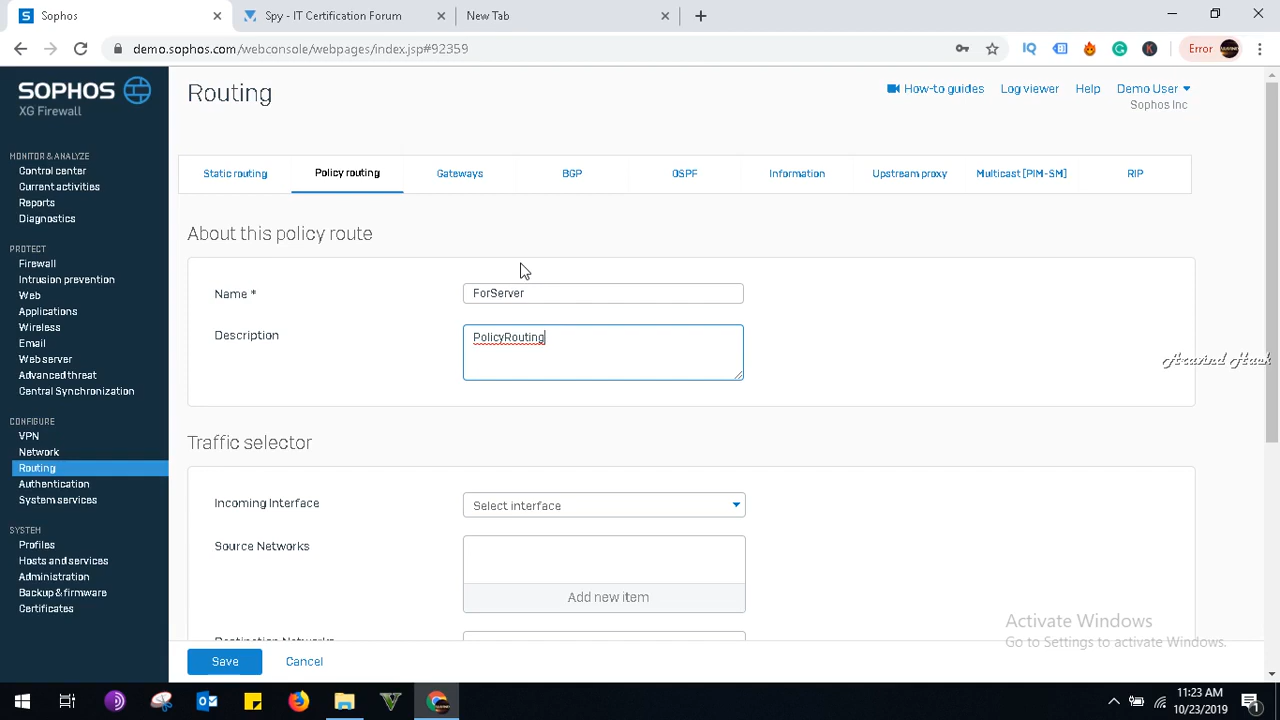 Sophos
Spy - IT Certification Forum
New Tab
demo.sophos.com/webconsole/webpages/index.jsp#92359
Error
SOPHOS
XG Firewall
Routing
How-to guides
Log viewer
Help
Demo User
Sophos Inc
MONITOR & ANALYZE
Control center
Current activities
Reports
Diagnostics
PROTECT
Firewall
Intrusion prevention
Web
Applications
Wireless
Email
Web server
Advanced threat
Central Synchronization
CONFIGURE
VPN
Network
Routing
Authentication
System services
SYSTEM
Profiles
Hosts and services
Administration
Backup & firmware
Certificates
Static routing
Policy routing
Gateways
BGP
OSPF
Information
Upstream proxy
Multicast (PIM-SM)
RIP
About this policy route
Name *
ForServer
Description
PolicyRouting
Aravind Hack
Traffic selector
Incoming Interface
Select interface
Source Networks
Add new item
Destination Networks
Activate Windows
Go to Settings to activate Windows.
Save
Cancel
11:23 AM
10/23/2019
1